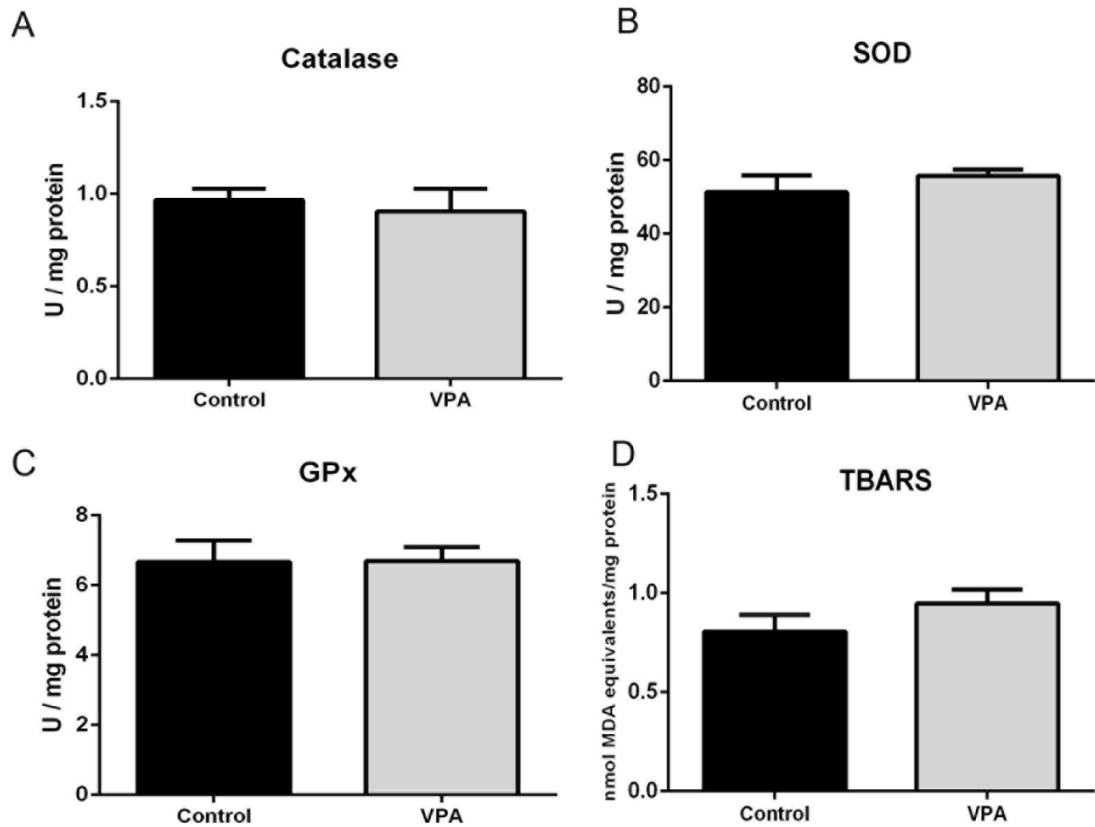 A
Catalase
U / mg protein
1.5
1.0
0.5
0.0
Control
VPA
B
SOD
U / mg protein
80
60
40
20
0
Control
VPA
C
GPx
U / mg protein
8
6
4
2
0
Control
VPA
D
TBARS
nmol MDA equivalents/mg protein
1.5
1.0
0.5
0.0
Control
VPA